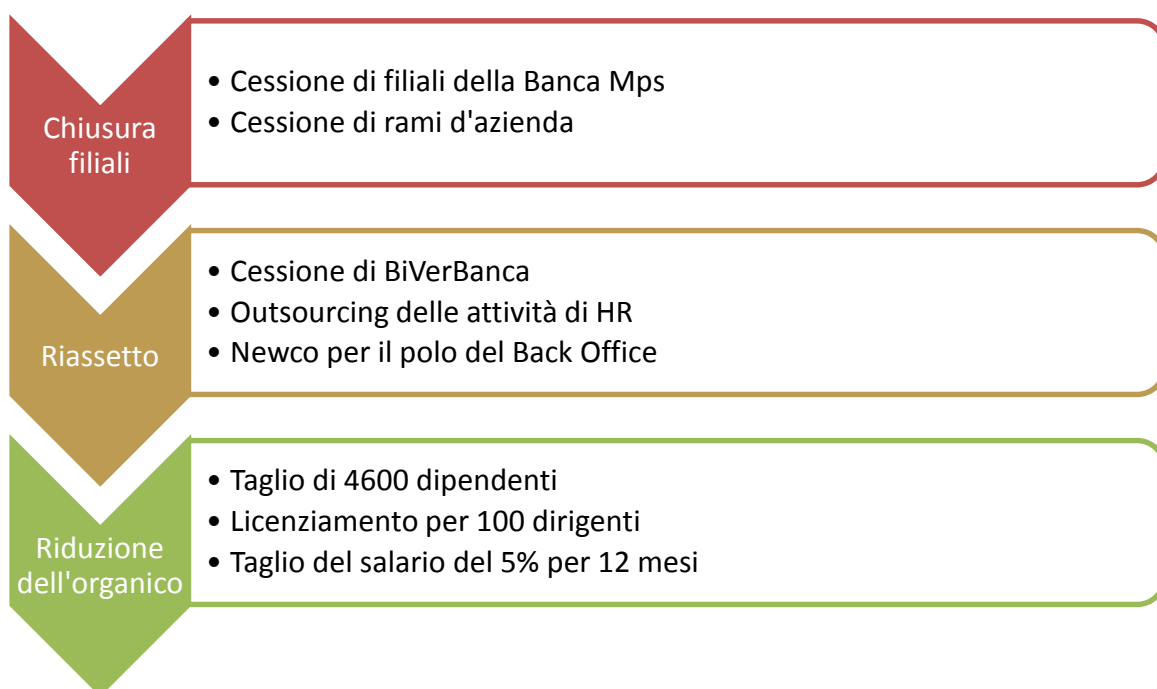 Chiusura
filiali
• Cessione di filiali della Banca Mps
• Cessione di rami d'azienda
Riassetto
• Cessione di BiVerBanca
• Outsourcing delle attività di HR
• Newco per il polo del Back Office
Riduzione
dell'organico
• Taglio di 4600 dipendenti
• Licenziamento per 100 dirigenti
• Taglio del salario del 5% per 12 mesi